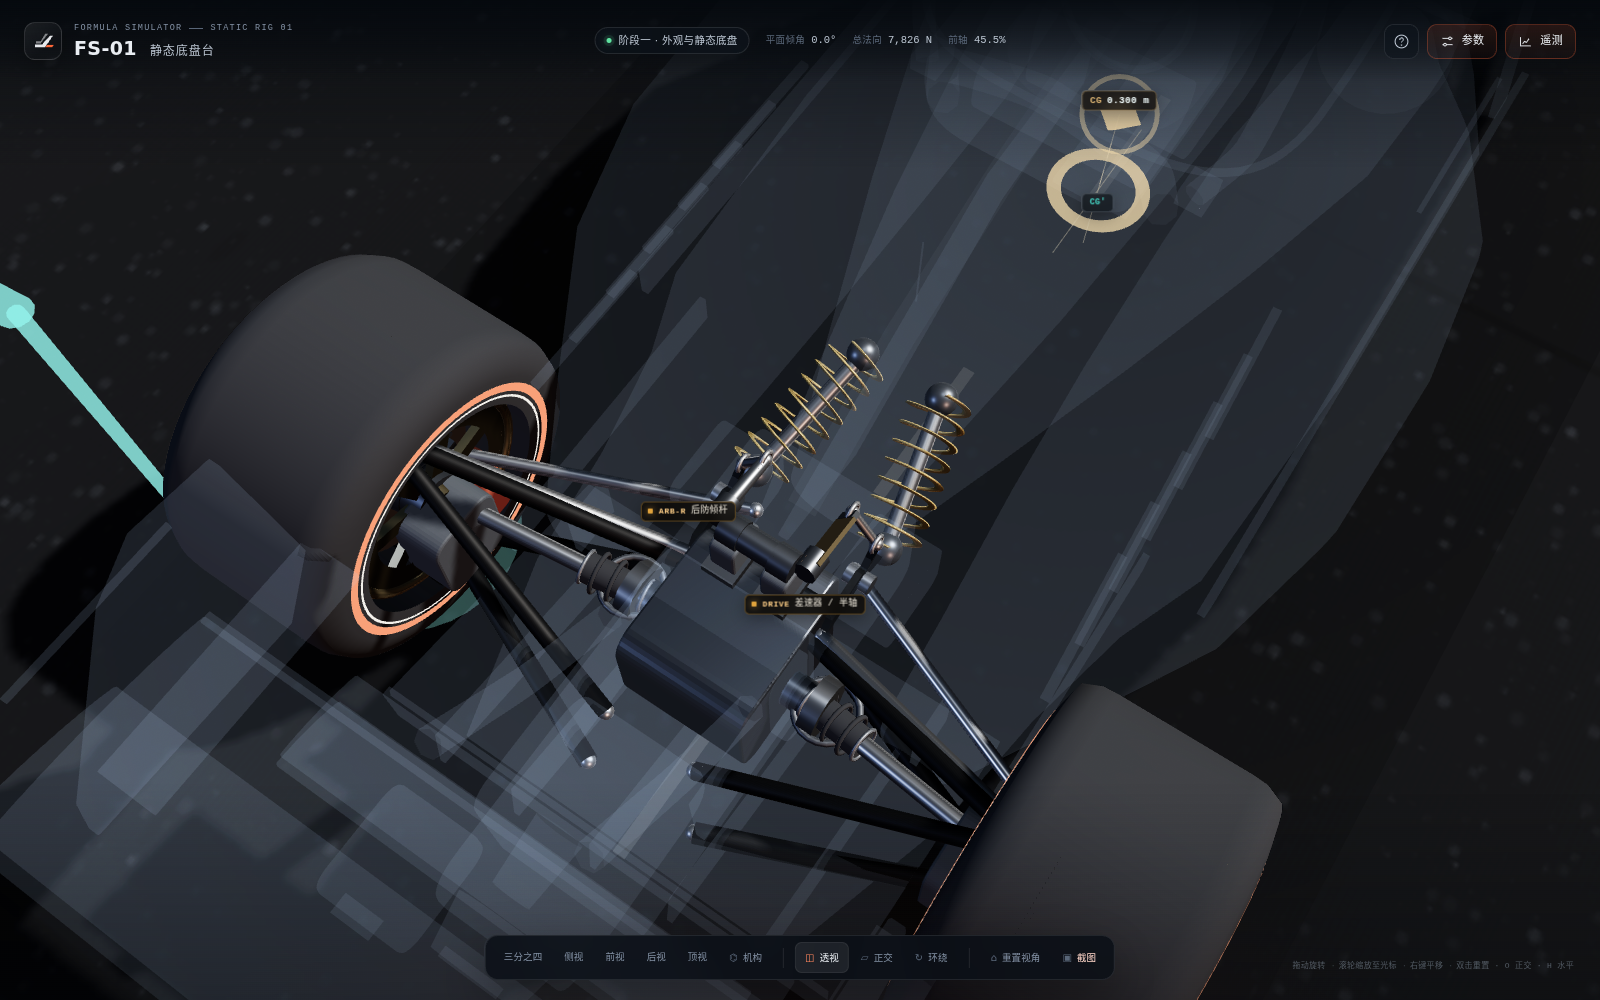 FORMULA SIMULATOR — STATIC RIG 01
FS-01 静态底盘台
阶段一 · 外观与静态底盘
平面倾角 0.0° 总法向 7,826 N 前轴 45.5%
参数
遥测
CG 0.300 m
CG'
ARB-R 后防倾杆
DRIVE 差速器 / 半轴
三分之四 侧视 前视 后视 顶视 机构 透视 正交 环绕 重置视角 截图
拖动旋转 · 滚轮缩放至光标 · 右键平移 · 双击重置 · O 正交 · H 水平